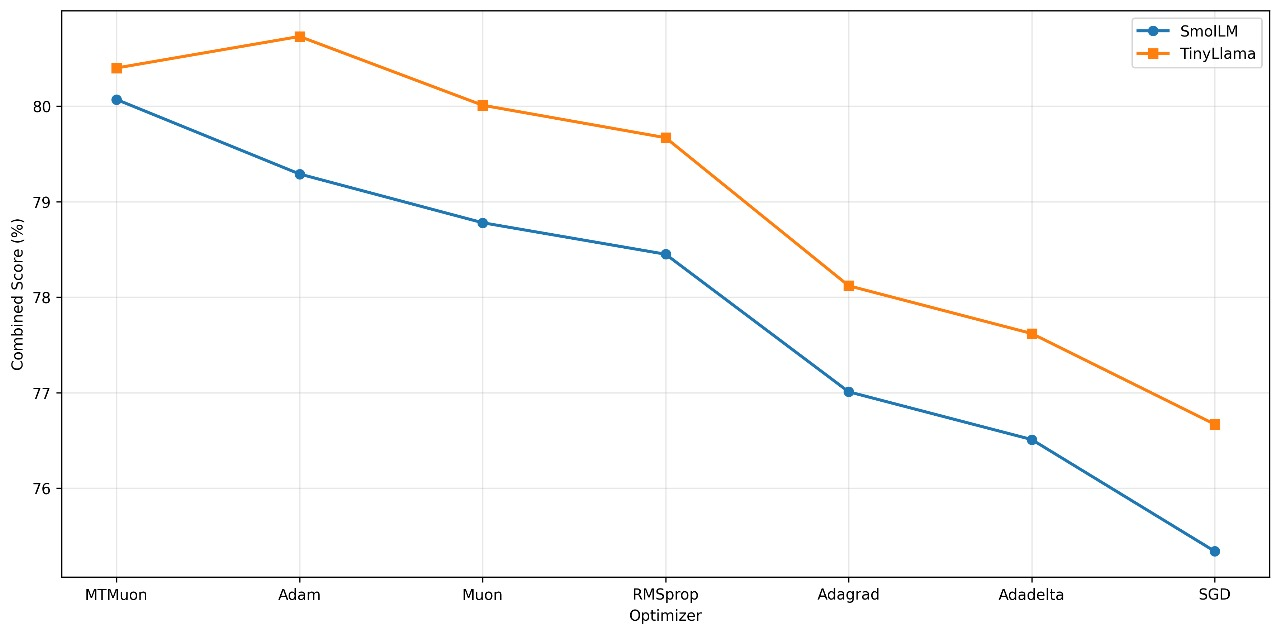 SmolLM
TinyLlama
Combined Score (%)
80
79
78
77
76
MTMuon Adam Muon RMSprop Adagrad Adadelta SGD
Optimizer